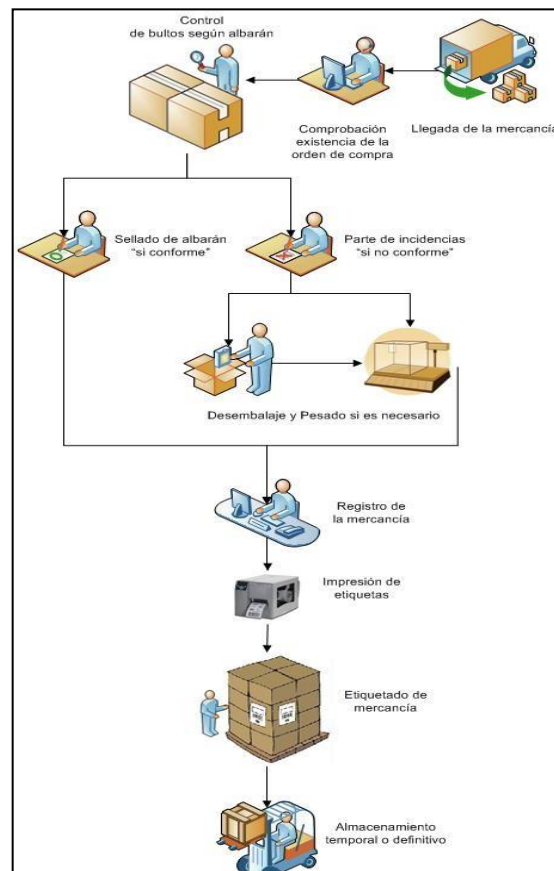 Control
de bultos según albarán
Comprobación
existencia de la
orden de compra
Llegada de la mercancía
Sellado de albarán
“si conforme”
Parte de incidencias
“si no conforme”
Desembalaje y Pesado si es necesario
Registro de
la mercancía
Impresión de
etiquetas
Etiquetado de
mercancía
Almacenamiento
temporal o definitivo